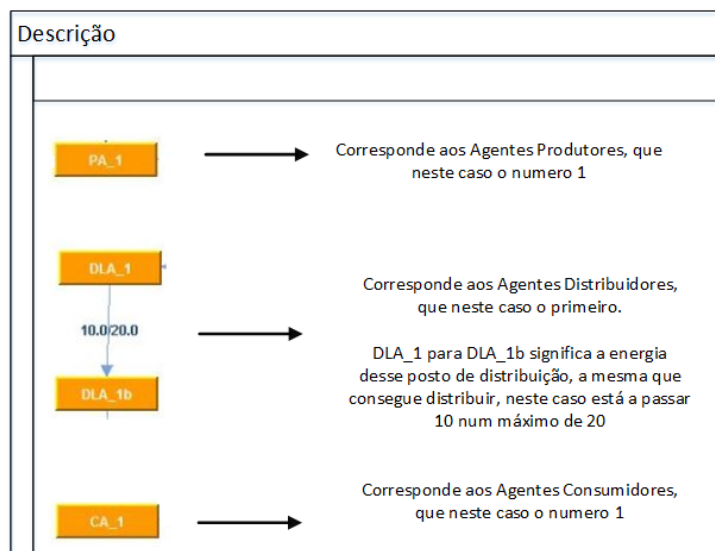 Descrição
PA_1
Corresponde aos Agentes Produtores, que
neste caso o numero 1
DLA_1
10.0/20.0
DLA_1b
Corresponde aos Agentes Distribuidores,
que neste caso o primeiro.
DLA_1 para DLA_1b significa a energia
desse posto de distribuição, a mesma que
consegue distribuir, neste caso está a passar
10 num máximo de 20
CA_1
Corresponde aos Agentes Consumidores,
que neste caso o numero 1